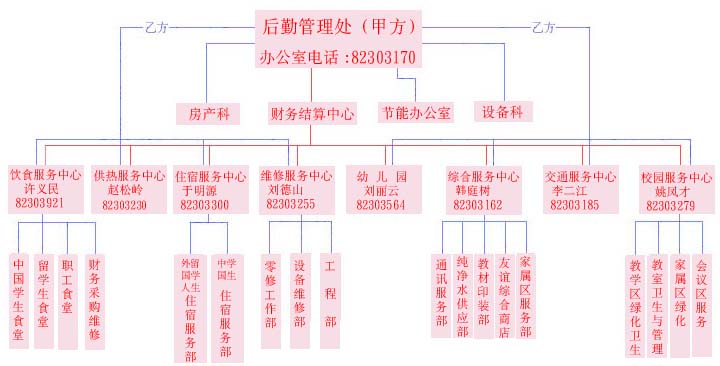 后勤管理处（甲方）
办公室电话:82303170
乙方
乙方
房产科
财务结算中心
节能办公室
设备科
饮食服务中心
许义民
82303921
供热服务中心
赵松岭
82303230
住宿服务中心
于明源
82303300
维修服务中心
刘德山
82303255
幼儿园
刘丽云
82303564
综合服务中心
韩庭树
82303162
交通服务中心
李二江
82303185
校园服务中心
姚凤才
82303279
中国学生食堂
留学生食堂
职工食堂
财务采购维修
外国人留学生住宿服务部
中国学生住宿服务部
零修工作部
设备维修部
工程部
通讯服务部
纯净水供应部
教材印装部
友谊综合商店
家属区服务部
教学区绿化卫生
教室卫生与管理
家属区绿化
会议区服务